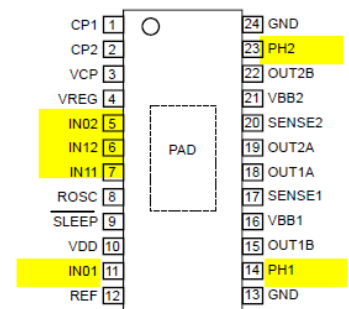 CP1 1 24 GND
CP2 2 23 PH2
VCP 3 22 OUT2B
VREG 4 21 VBB2
IN02 5 20 SENSE2
IN12 6 PAD 19 OUT2A
IN11 7 18 OUT1A
ROSC 8 17 SENSE1
SLEEP 9 16 VBB1
VDD 10 15 OUT1B
IN01 11 14 PH1
REF 12 13 GND